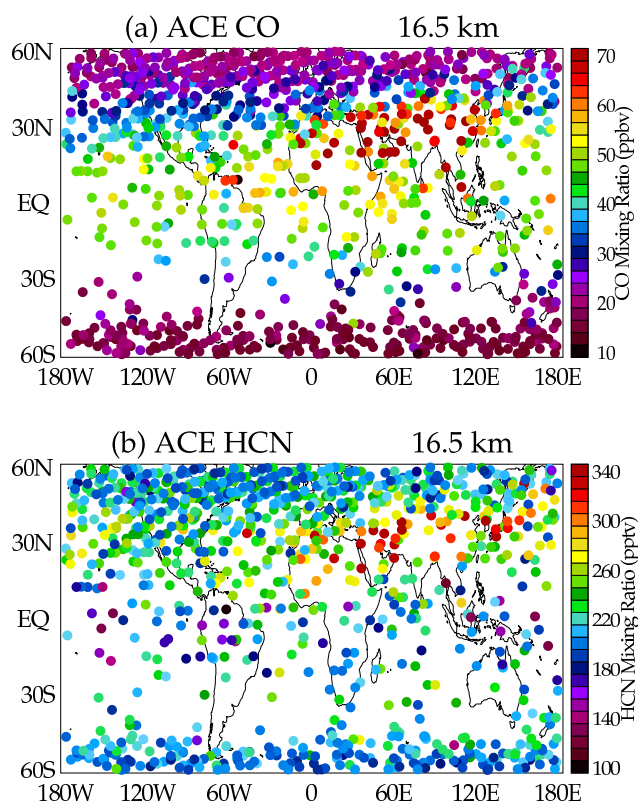 (a) ACE CO 16.5 km
60N
30N
EQ
30S
60S
180W 120W 60W 0 60E 120E 180E
70
60
50
40
30
20
10
CO Mixing Ratio (ppbv)
(b) ACE HCN 16.5 km
60N
30N
EQ
30S
60S
180W 120W 60W 0 60E 120E 180E
340
300
260
220
180
140
100
HCN Mixing Ratio (pptv)